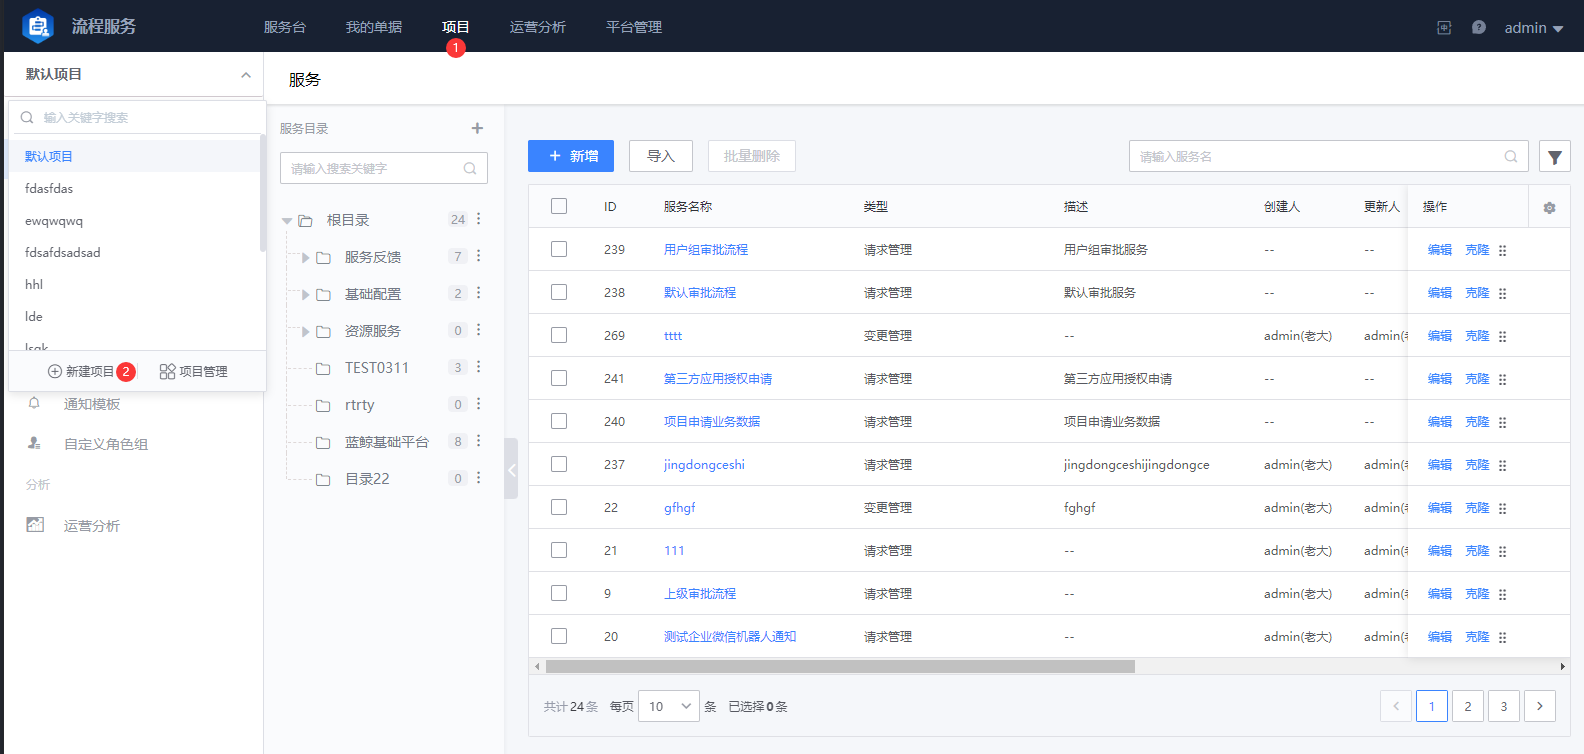 流程服务
服务台 我的单据 项目 运营分析 平台管理
admin
1
默认项目
服务
输入关键字搜索
默认项目
fdasfdas
ewqwqwq
fdsafdsadsad
hhl
lde
lsgk
新建项目 2 项目管理
通知模板
自定义角色组
分析
运营分析
服务目录
请输入搜索关键字
根目录 24
服务反馈 7
基础配置 2
资源服务 0
TEST0311 3
rtrty 0
蓝鲸基础平台 8
目录22 0
新增 导入 批量删除 请输入服务名
ID 服务名称 类型 描述 创建人 更新人 操作
239 用户组审批流程 请求管理 用户组审批服务 -- -- 编辑 克隆
238 默认审批流程 请求管理 默认审批服务 -- -- 编辑 克隆
269 tttt 变更管理 -- admin(老大) admin( 编辑 克隆
241 第三方应用授权申请 请求管理 第三方应用授权申请 -- -- 编辑 克隆
240 项目申请业务数据 请求管理 项目申请业务数据 -- -- 编辑 克隆
237 jingdongceshi 请求管理 jingdongceshijingdongce admin(老大) admin( 编辑 克隆
22 gfhgf 变更管理 fghgf admin(老大) admin( 编辑 克隆
21 111 请求管理 -- admin(老大) admin( 编辑 克隆
9 上级审批流程 请求管理 -- admin(老大) admin( 编辑 克隆
20 测试企业微信机器人通知 请求管理 -- admin(老大) admin( 编辑 克隆
共计24条 每页 10 条 已选择0条
1 2 3